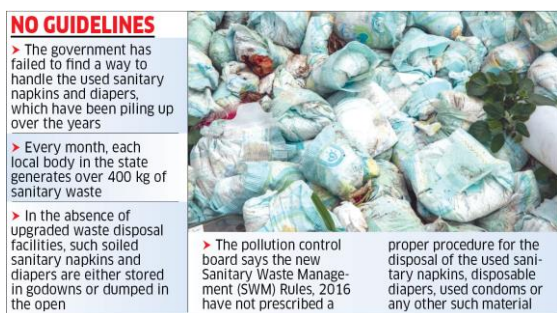 NO GUIDELINES
➤ The government has
failed to find a way to
handle the used sanitary
napkins and diapers,
which have been piling up
over the years
➤ Every month, each
local body in the state
generates over 400 kg of
sanitary waste
➤ In the absence of
upgraded waste disposal
facilities, such soiled
sanitary napkins and
diapers are either stored
in godowns or dumped in
the open
➤ The pollution control
board says the new
Sanitary Waste Manage-
ment (SWM) Rules, 2016
have not prescribed a
proper procedure for the
disposal of the used sani-
tary napkins, disposable
diapers, used condoms or
any other such material